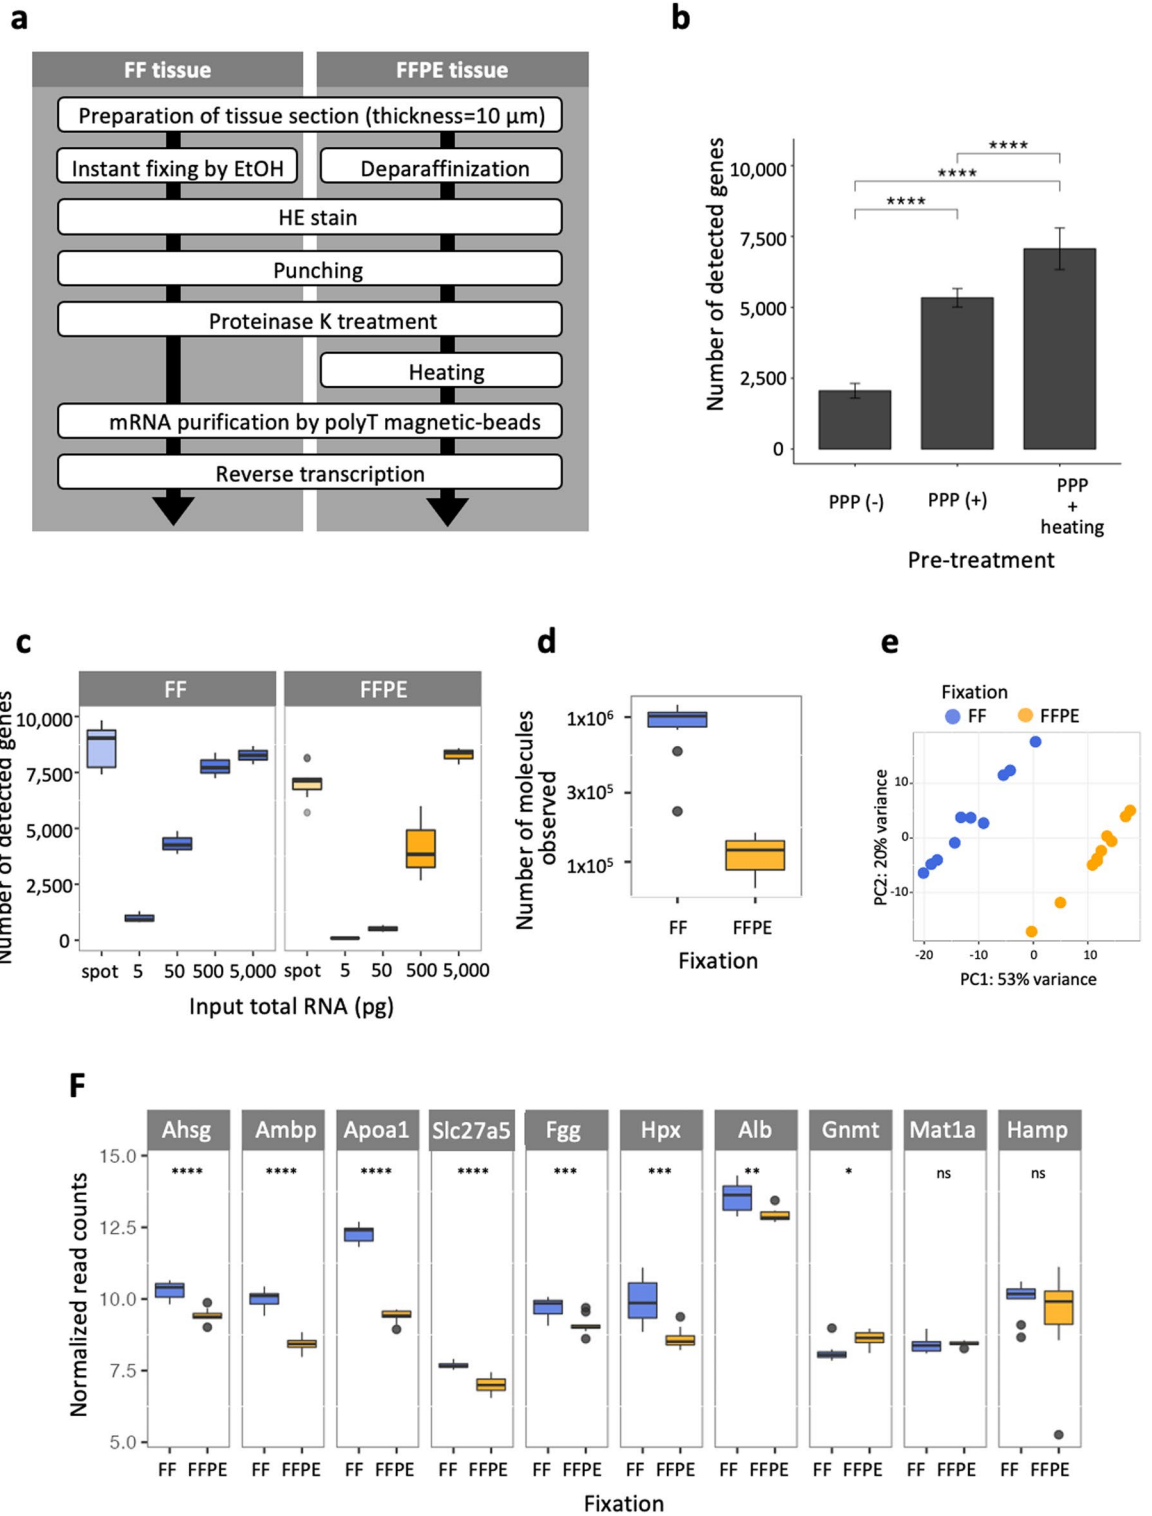 a
FF tissue
FFPE tissue
Preparation of tissue section (thickness=10 µm)
Instant fixing by EtOH
Deparaffinization
HE stain
Punching
Proteinase K treatment
Heating
mRNA purification by polyT magnetic-beads
Reverse transcription
b
Number of detected genes
10,000
7,500
5,000
2,500
0
****
****
****
PPP (-)
PPP (+)
PPP
+
heating
Pre-treatment
c
Number of detected genes
FF
FFPE
10,000
7,500
5,000
2,500
0
spot 5 50 500 5,000
spot 5 50 500 5,000
Input total RNA (pg)
d
Number of molecules
observed
1x10⁶
3x10⁵
1x10⁵
FF
FFPE
Fixation
e
Fixation
FF
FFPE
PC2: 20% variance
10
0
-10
-20
-10
0
10
PC1: 53% variance
F
Normalized read counts
15.0
12.5
10.0
7.5
5.0
Ahsg Ambp Apoa1 Slc27a5 Fgg Hpx Alb Gnmt Mat1a Hamp
**** **** **** **** *** *** ** * ns ns
FF FFPE FF FFPE FF FFPE FF FFPE FF FFPE FF FFPE FF FFPE FF FFPE FF FFPE FF FFPE
Fixation